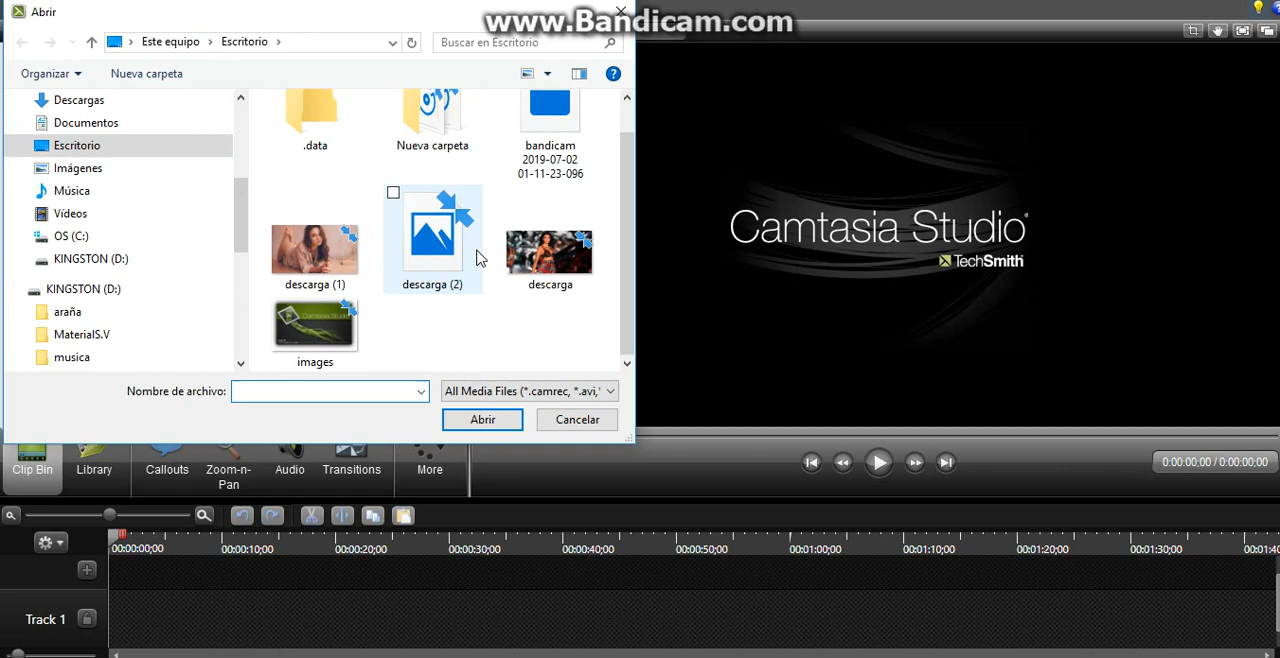 Abrir
www.Bandicam.com
Este equipo
Escritorio
Buscar en Escritorio
Organizar
Nueva carpeta
?
Descargas
Documentos
Escritorio
Imágenes
Música
Vídeos
OS (C:)
KINGSTON (D:)
KINGSTON (D:)
araña
MaterialS.V
musica
.data
Nueva carpeta
bandicam
2019-07-02
01-11-23-096
descarga (1)
descarga (2)
descarga
Camtasia Studio
images
Nombre de archivo:
All Media Files (*.camrec, *.avi,
Abrir
Cancelar
Camtasia Studio®
TechSmith
Clip Bin
Library
Callouts
Zoom-n-
Pan
Audio
Transitions
More
0:00:00;00 / 0:00:00;00
00:00:00;00
00:00:10;00
00:00:20;00
00:00:30;00
00:00:40;00
00:00:50;00
00:01:00;00
00:01:10;00
00:01:20;00
00:01:30;00
Track 1